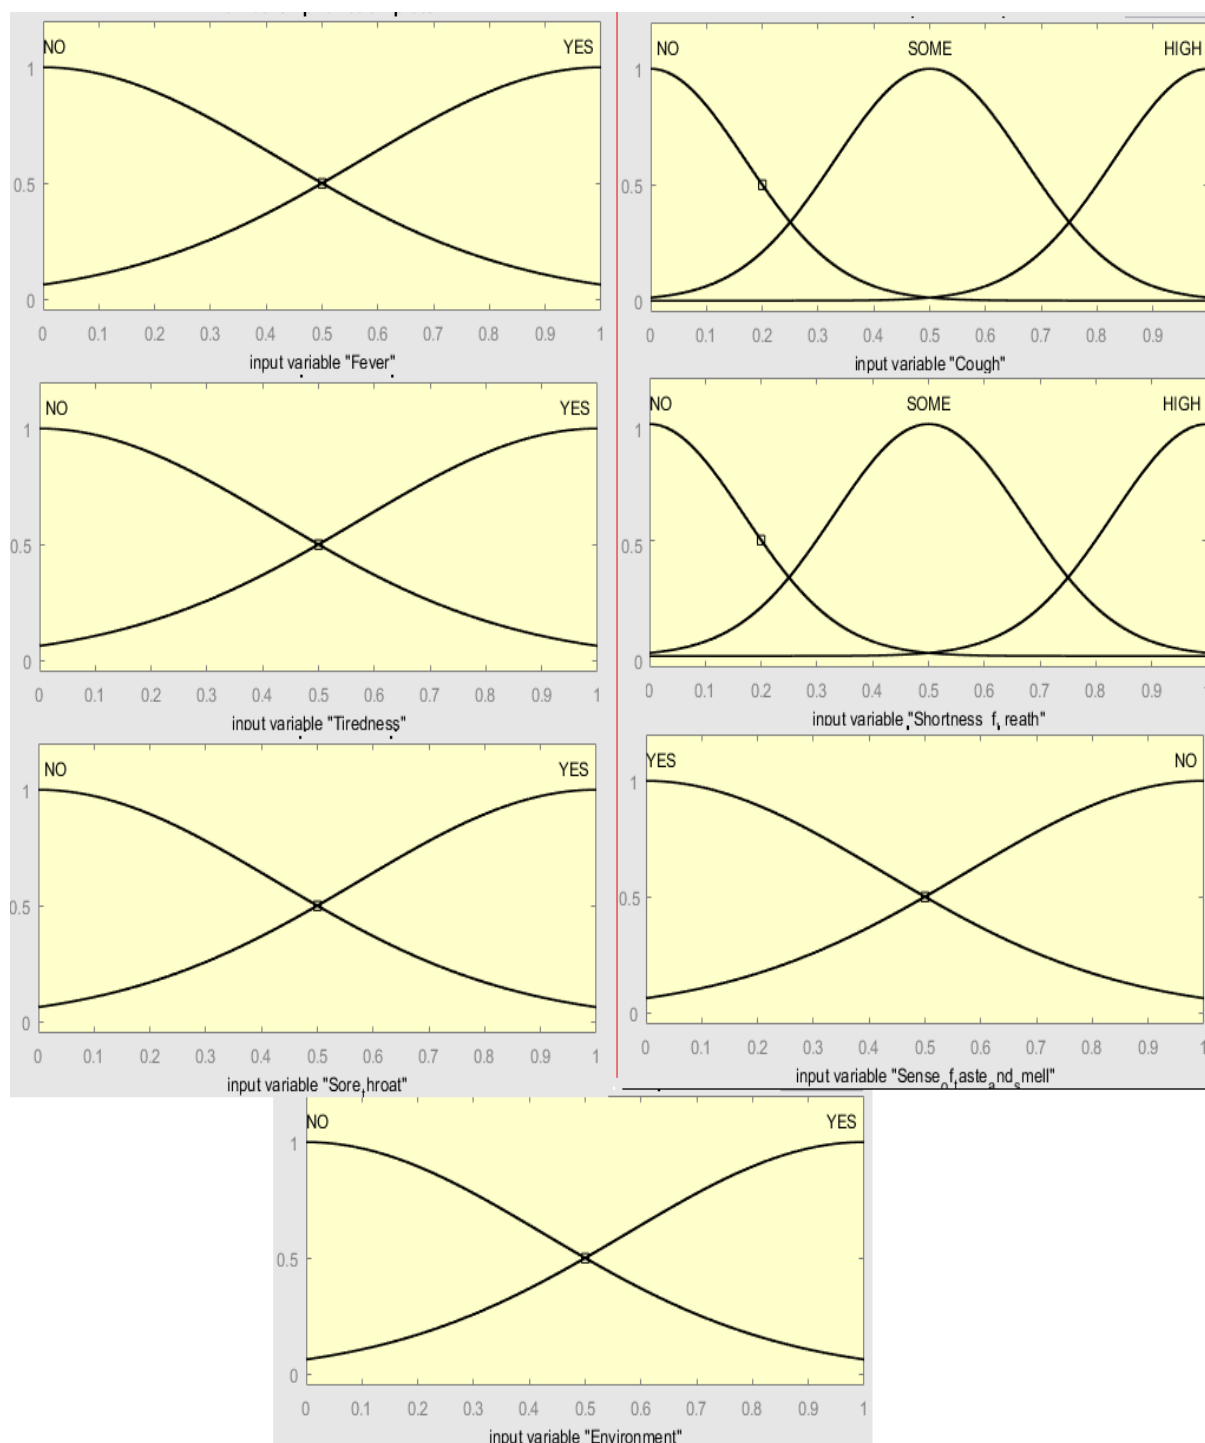 NO YES
1
0.5
0
0 0.1 0.2 0.3 0.4 0.5 0.6 0.7 0.8 0.9 1
input variable "Fever"
NO SOME HIGH
1
0.5
0
0 0.1 0.2 0.3 0.4 0.5 0.6 0.7 0.8 0.9
input variable "Cough"
NO YES
1
0.5
0
0 0.1 0.2 0.3 0.4 0.5 0.6 0.7 0.8 0.9 1
input variable "Tiredness"
NO SOME HIGH
1
0.5
0
0 0.1 0.2 0.3 0.4 0.5 0.6 0.7 0.8 0.9
input variable "Shortness f reath"
NO YES
1
0.5
0
0 0.1 0.2 0.3 0.4 0.5 0.6 0.7 0.8 0.9 1
input variable "Sore_throat"
YES NO
1
0.5
0
0 0.1 0.2 0.3 0.4 0.5 0.6 0.7 0.8 0.9 1
input variable "Sense_of_taste_and_smell"
NO YES
1
0.5
0
0 0.1 0.2 0.3 0.4 0.5 0.6 0.7 0.8 0.9 1
input variable "Environment"